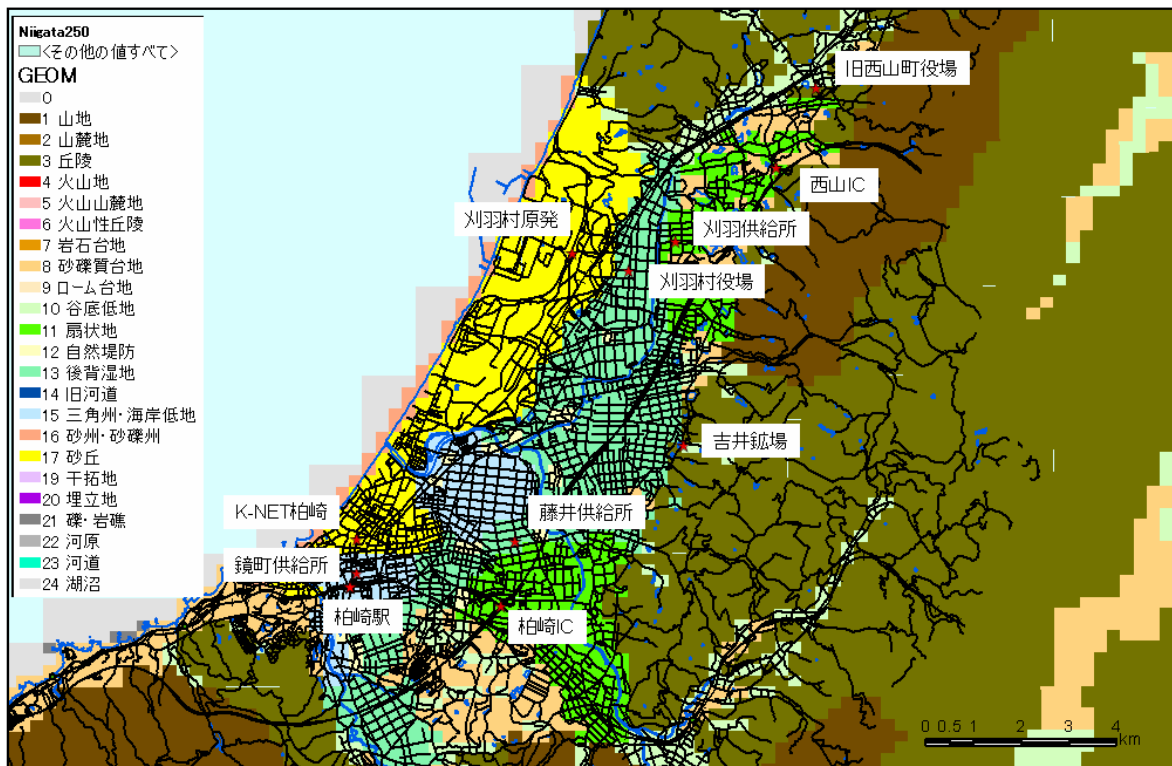 Niigata250
<その他の値すべて>
GEOM
0
1 山地
2 山麓地
3 丘陵
4 火山地
5 火山山麓地
6 火山性丘陵
7 岩石台地
8 砂礫質台地
9 ローム台地
10 谷底低地
11 扇状地
12 自然堤防
13 後背湿地
14 旧河道
15 三角州・海岸低地
16 砂州・砂礫州
17 砂丘
19 干拓地
20 埋立地
21 礫・岩礁
22 河原
23 河道
24 湖沼
旧西山町役場
西山IC
刈羽村原発
刈羽供給所
刈羽村役場
吉井鉱場
K-NET柏崎
藤井供給所
鏡町供給所
柏崎駅
柏崎IC
0 0.5 1 2 3 4
km